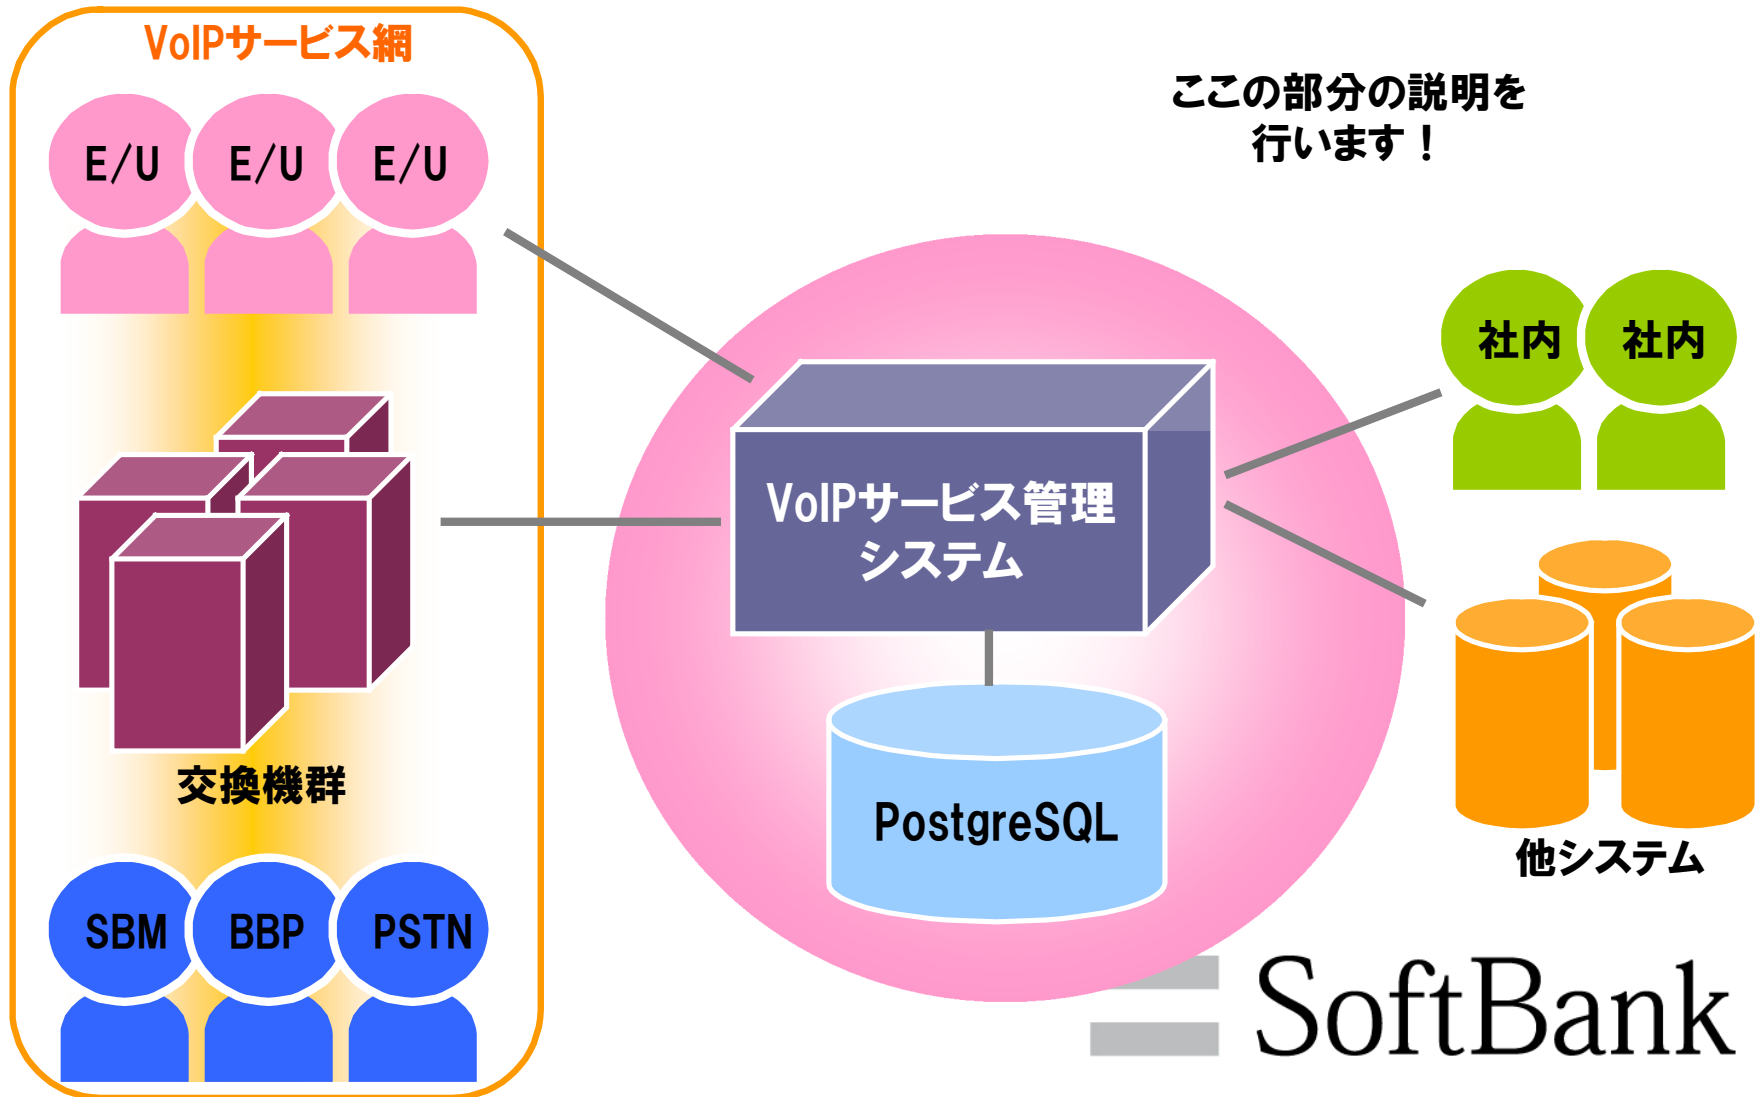 VoIPサービス網
E/U
E/U
E/U
ここの部分の説明を
行います！
社内
社内
VoIPサービス管理
システム
交換機群
PostgreSQL
他システム
SBM
BBP
PSTN
SoftBank